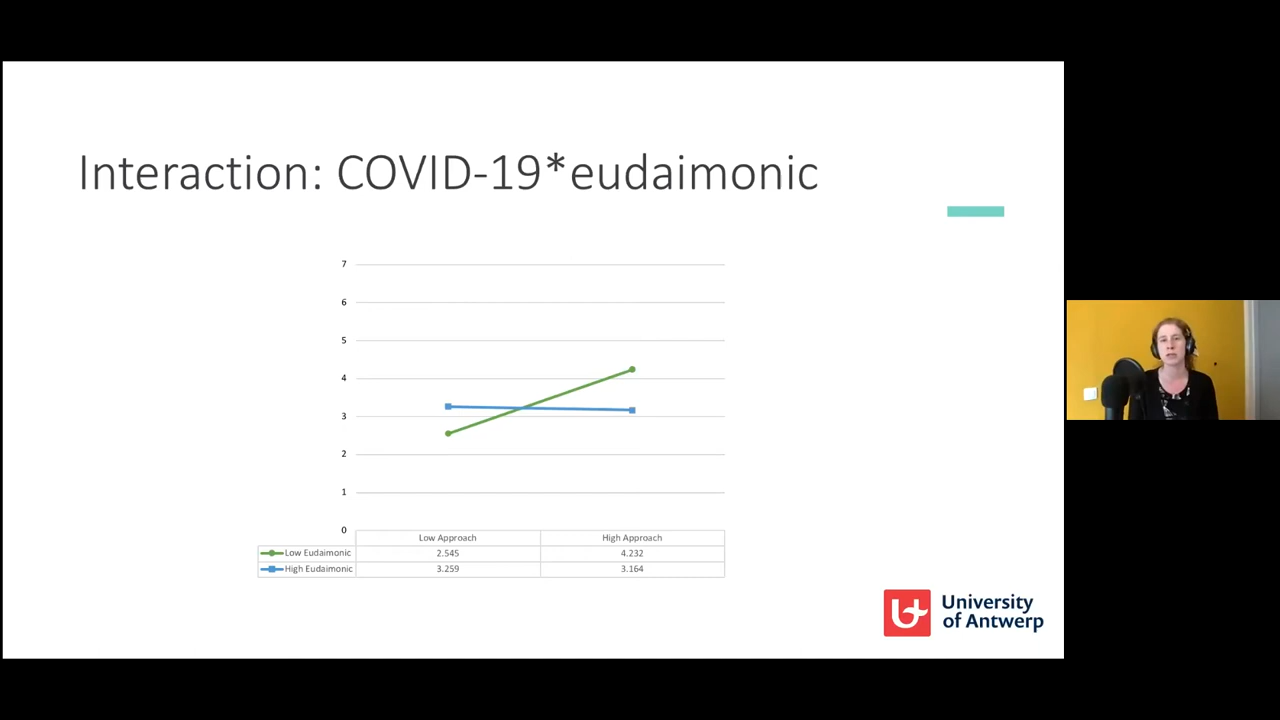 Interaction: COVID-19*eudaimonic
7
6
5
4
3
2
1
0
Low Approach High Approach
Low Eudaimonic 2.545 4.232
High Eudaimonic 3.259 3.164
University
of Antwerp